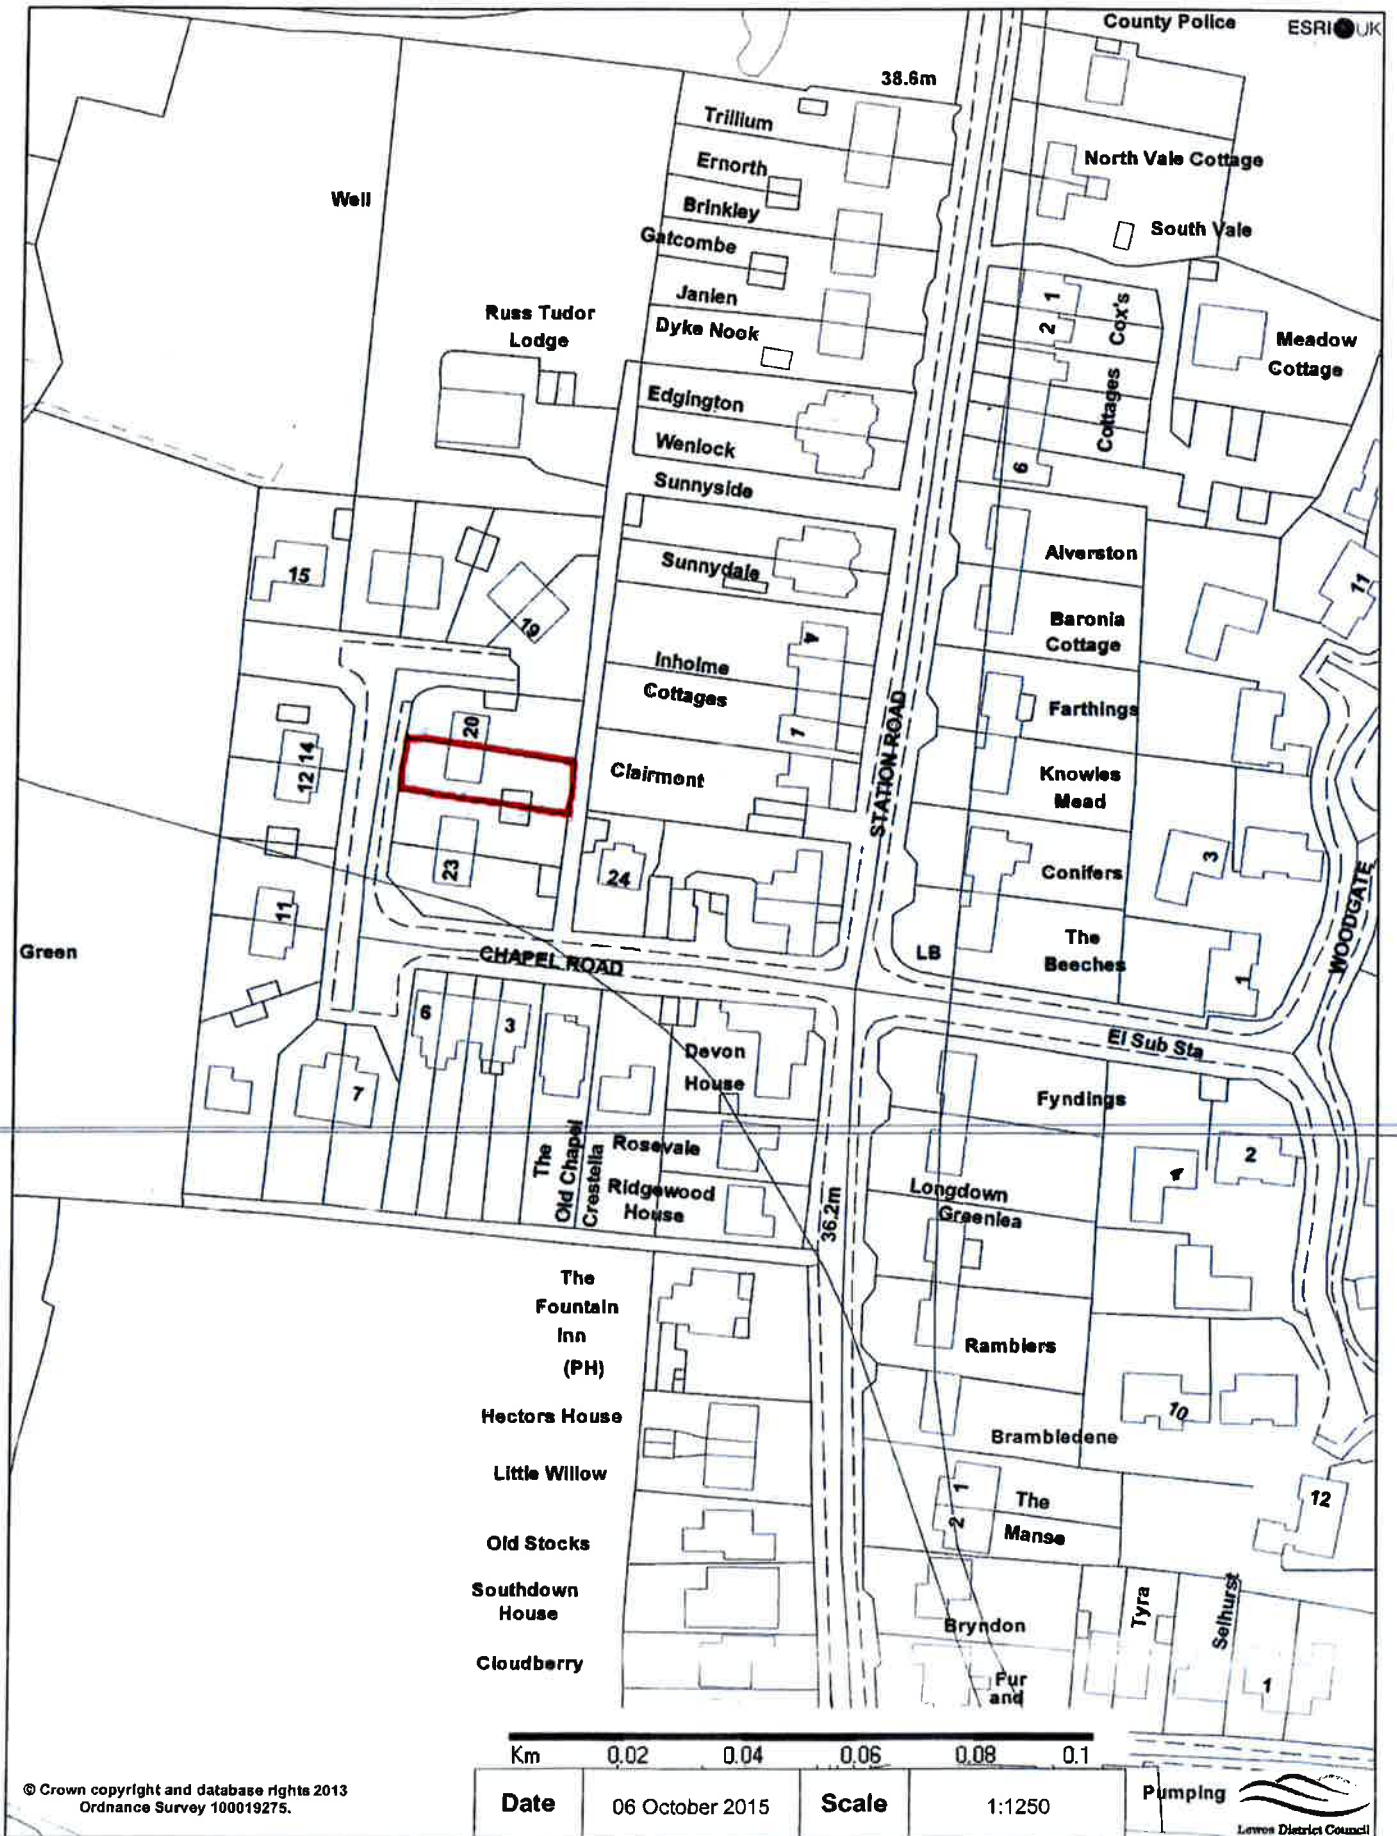 County Police
ESRI UK
38.6m
Trillium
Ernorth
North Vale Cottage
Well
Brinkley
South Vale
Gatcombe
Janlen
Russ Tudor
Lodge
Dyke Nook
1
2
Cox's
Cottages
6
Meadow
Cottage
Edgington
Wenlock
Sunnyside
Alverston
Sunnydale
15
19
11
Baronia
Cottage
4
Inholme
Cottages
1
Farthings
20
STATION ROAD
12 14
Clairmont
Knowles
Mead
23
24
Conifers
3
11
WOODGATE
Green
CHAPEL ROAD
LB
The
Beeches
1
El Sub Sta
6
3
Devon
House
Fyndings
7
The
Old Chapel
Crestella
Rosevale
2
4
Ridgewood
House
36.2m
Longdown
Greenlea
The
Fountain
Inn
(PH)
Ramblers
Hectors House
10
Brambledene
Little Willow
1
2
The
Manse
12
Old Stocks
Southdown
House
Tyra
Selhurst
Bryndon
Cloudberry
Fur
and
1
Km 0.02 0.04 0.06 0.08 0.1
© Crown copyright and database rights 2013
Ordnance Survey 100019275.
Date 06 October 2015 Scale 1:1250
Pumping
Lewes District Council